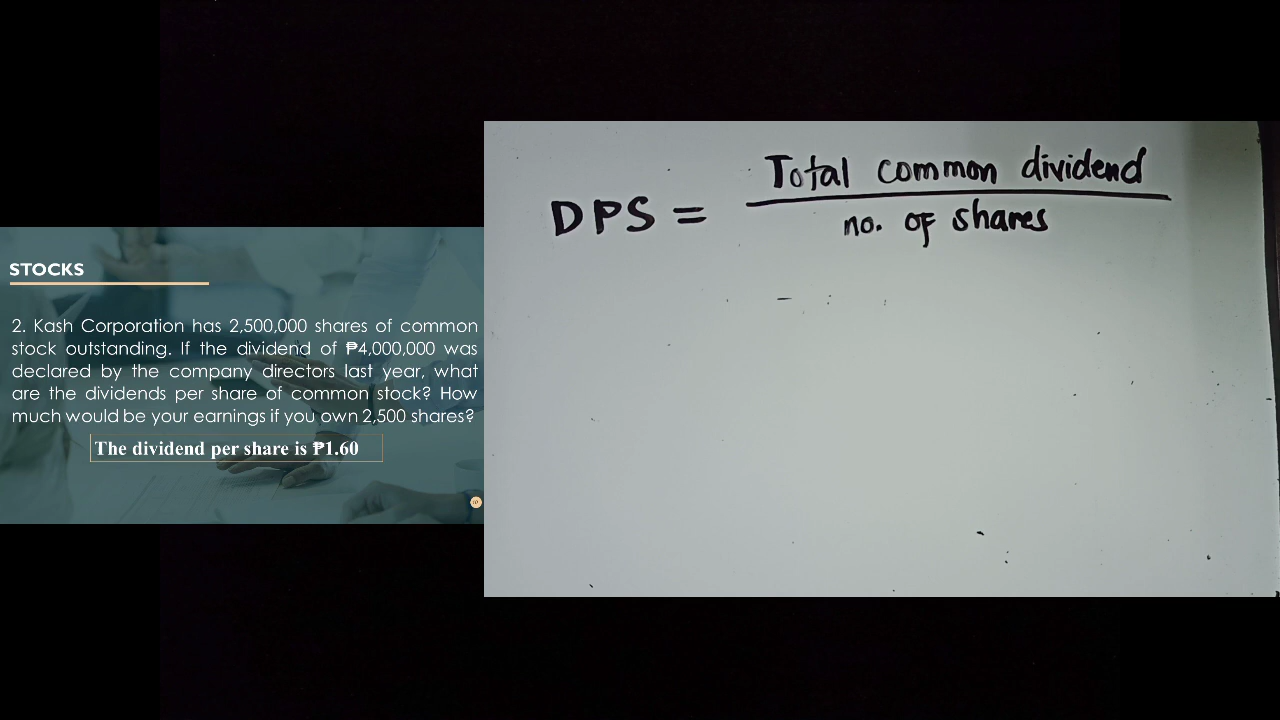 STOCKS
2. Kash Corporation has 2,500,000 shares of common
stock outstanding. If the dividend of ₱4,000,000 was
declared by the company directors last year, what
are the dividends per share of common stock? How
much would be your earnings if you own 2,500 shares?
The dividend per share is ₱1.60
Total common dividend
DPS =
no. of shares